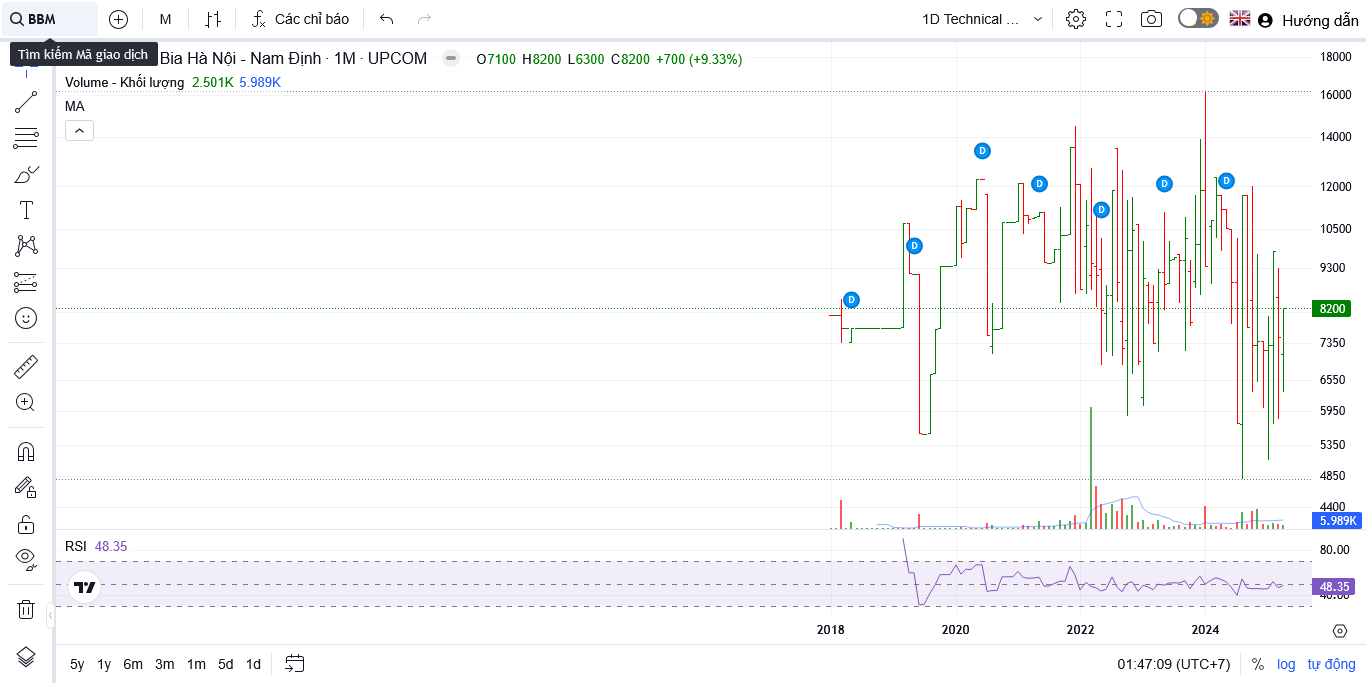 BBM
M
Các chỉ báo
1D Technical ...
Hướng dẫn
Tìm kiếm Mã giao dịch
Bia Hà Nội - Nam Định · 1M · UPCOM
O7100 H8200 L6300 C8200 +700 (+9.33%)
Volume - Khối lượng 2.501K 5.989K
MA
18000
16000
14000
12000
10500
9300
8200
7350
6550
5950
5350
4850
4400
5.989K
D
D
D
D
D
D
D
RSI 48.35
80.00
48.35
40.00
2018
2020
2022
2024
5y 1y 6m 3m 1m 5d 1d
01:47:09 (UTC+7)
% log tự động